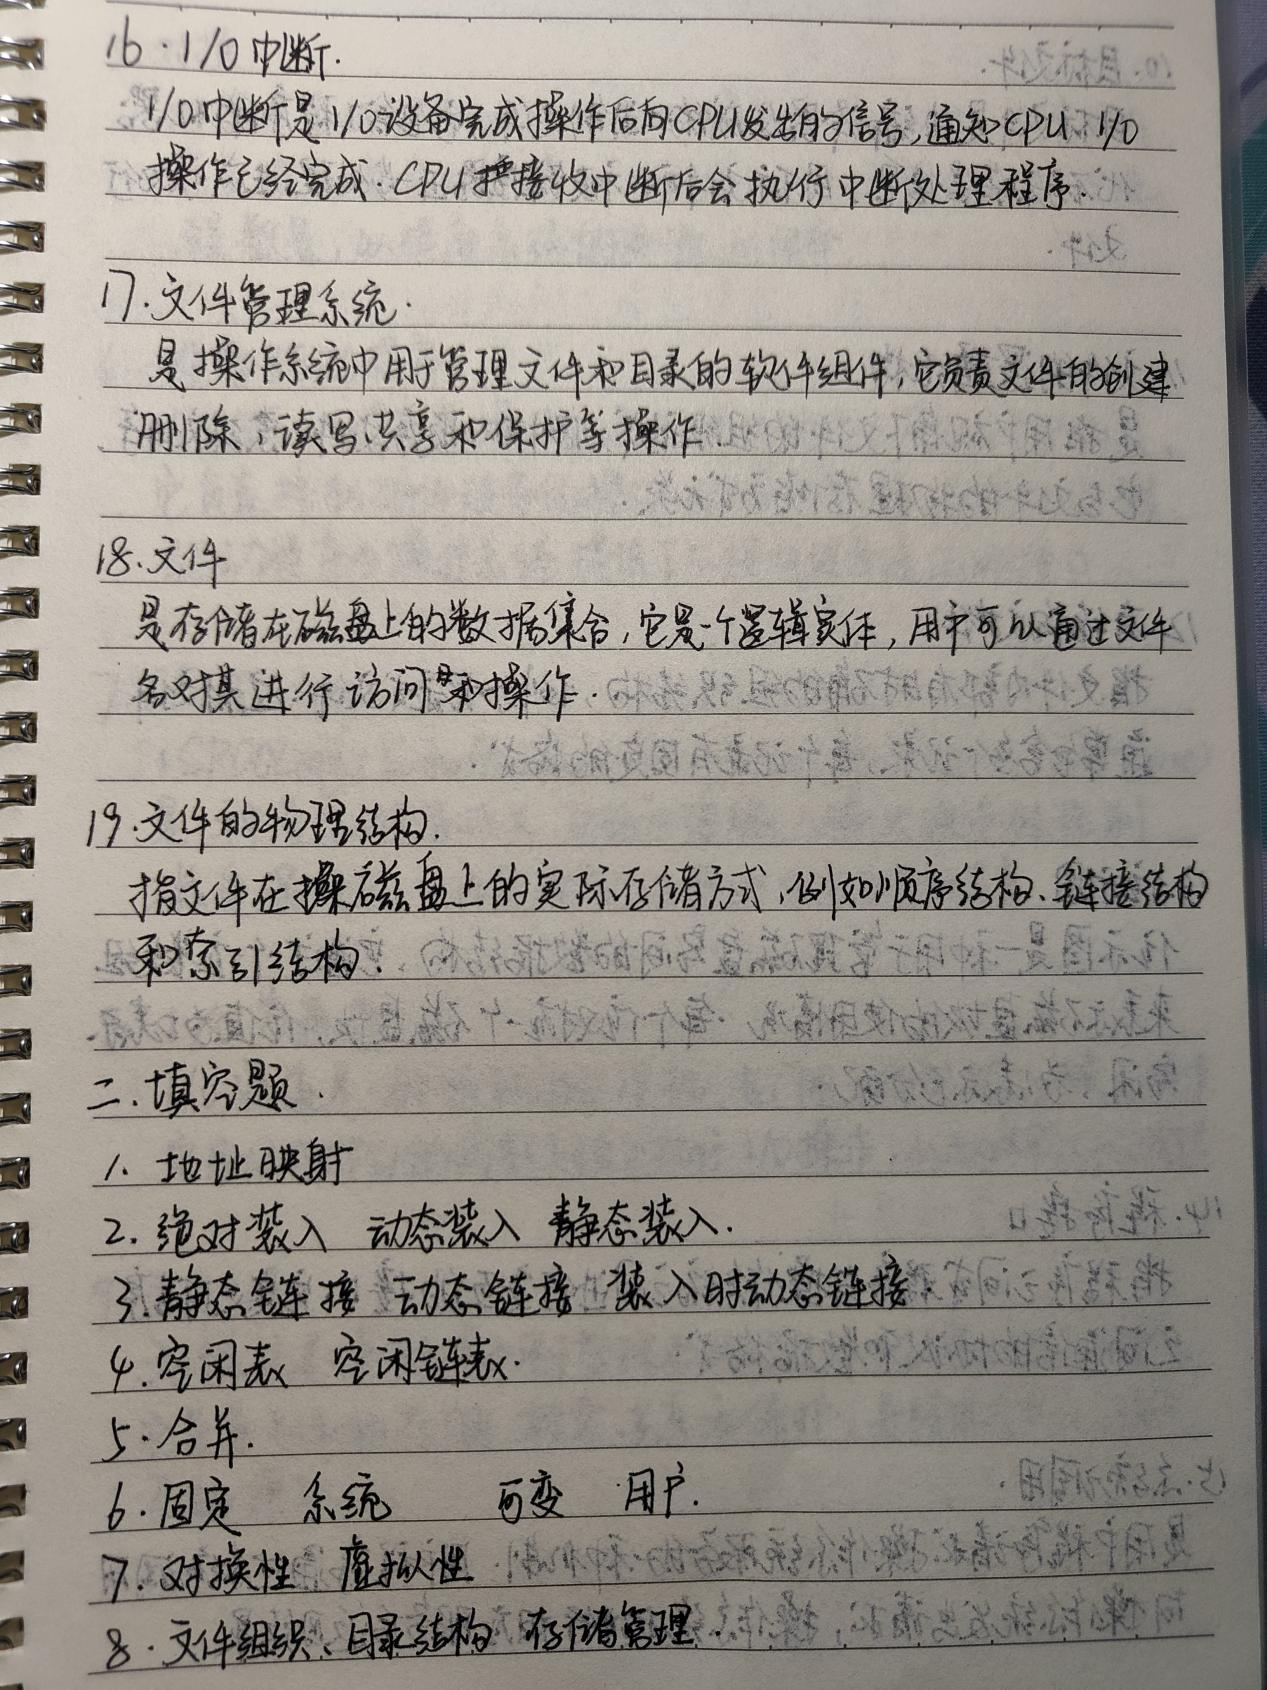 16. I/O中断.
I/O中断是I/O设备完成操作后向CPU发出的信号,通知CPU I/O
操作已经完成. CPU接收中断后会执行中断处理程序.
17. 文件管理系统.
是操作系统中用于管理文件和目录的软件组件,它负责文件的创建
删除,读写,共享和保护等操作.
18. 文件
是存储在磁盘上的数据集合,它是一个逻辑实体,用户可以通过文件
名对其进行访问和操作.
19. 文件的物理结构.
指文件在磁盘上的实际存储方式,例如顺序结构、链接结构
和索引结构.
二. 填空题.
1. 地址映射
2. 绝对装入 动态装入 静态装入.
3. 静态链接 动态链接 装入时动态链接.
4. 空闲表 空闲链表.
5. 合并.
6. 固定 系统 可变 用户.
7. 对换性 虚拟性
8. 文件组织、目录结构 存储管理.